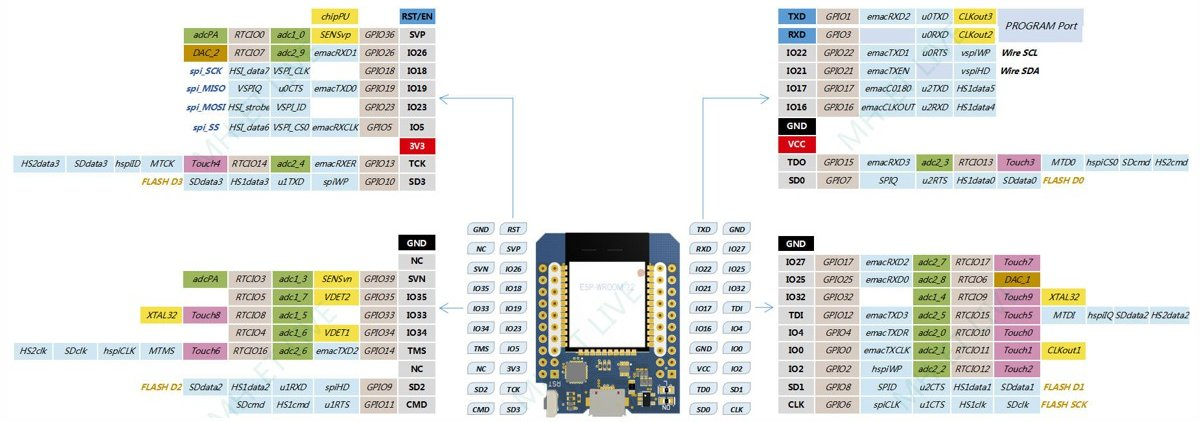 chipPU RST/EN
adcPA RTCIO0 adc1_0 SENSvp GPIO36 SVP
DAC_2 RTCIO7 adc2_9 emacRXD1 GPIO26 IO26
spi_SCK HSI_data7 VSPI_CLK GPIO18 IO18
spi_MISO VSPIQ u0CTS emacTXD0 GPIO19 IO19
spi_MOSI HSI_strobe VSPI_ID GPIO23 IO23
spi_SS HSI_data6 VSPI_CS0 emacRXCLK GPIO5 IO5
3V3
HS2data3 SDdata3 hspiID MTCK Touch4 RTCIO14 adc2_4 emacRXER GPIO13 TCK
FLASH D3 SDdata3 HS1data3 u1TXD spiWP GPIO10 SD3
TXD GPIO1 emacRXD2 u0TXD CLKout3 PROGRAM Port
RXD GPIO3 u0RXD CLKout2
IO22 GPIO22 emacTXD1 u0RTS vspiWP Wire SCL
IO21 GPIO21 emacTXEN vspiHD Wire SDA
IO17 GPIO17 emacC0180 u2TXD HS1data5
IO16 GPIO16 emacCLKOUT u2RXD HS1data4
GND
VCC
TDO GPIO15 emacRXD3 adc2_3 RTCIO13 Touch3 MTD0 hspiCS0 SDcmd HS2cmd
SD0 GPIO7 SPIQ u2RTS HS1data0 SDdata0 FLASH D0
GND
NC
adcPA RTCIO3 adc1_3 SENSvn GPIO39 SVN
RTCIO5 adc1_7 VDET2 GPIO35 IO35
XTAL32 Touch8 RTCIO8 adc1_5 GPIO33 IO33
RTCIO4 adc1_6 VDET1 GPIO34 IO34
HS2clk SDclk hspiCLK MTMS Touch6 RTCIO16 adc2_6 emacTXD2 GPIO14 TMS
NC
FLASH D2 SDdata2 HS1data2 u1RXD spiHD GPIO9 SD2
SDcmd HS1cmd u1RTS GPIO11 CMD
GND RST
NC SVP
SVN IO26
IO35 IO18
IO33 IO19
IO34 IO23
TMS IO5
NC 3V3
SD2 TCK
CMD SD3
ESP-WROOM-32
RST
ON
TXD GND
RXD IO27
IO22 IO25
IO21 IO32
IO17 TDI
IO16 IO4
GND IO0
VCC IO2
TD0 SD1
SD0 CLK
GND
IO27 GPIO17 emacRXD2 adc2_7 RTCIO17 Touch7
IO25 GPIO25 emacRXD0 adc2_8 RTCIO6 DAC_1
IO32 GPIO32 adc1_4 RTCIO9 Touch9 XTAL32
TDI GPIO12 emacTXD3 adc2_5 RTCIO15 Touch5 MTDI hspiIQ SDdata2 HS2data2
IO4 GPIO4 emacTXDR adc2_0 RTCIO10 Touch0
IO0 GPIO0 emacTXCLK adc2_1 RTCIO11 Touch1 CLKout1
IO2 GPIO2 hspiWP adc2_2 RTCIO12 Touch2
SD1 GPIO8 SPID u2CTS HS1data1 SDdata1 FLASH D1
CLK GPIO6 spiCLK u1CTS HS1clk SDclk FLASH SCK
MH-ET LIVE